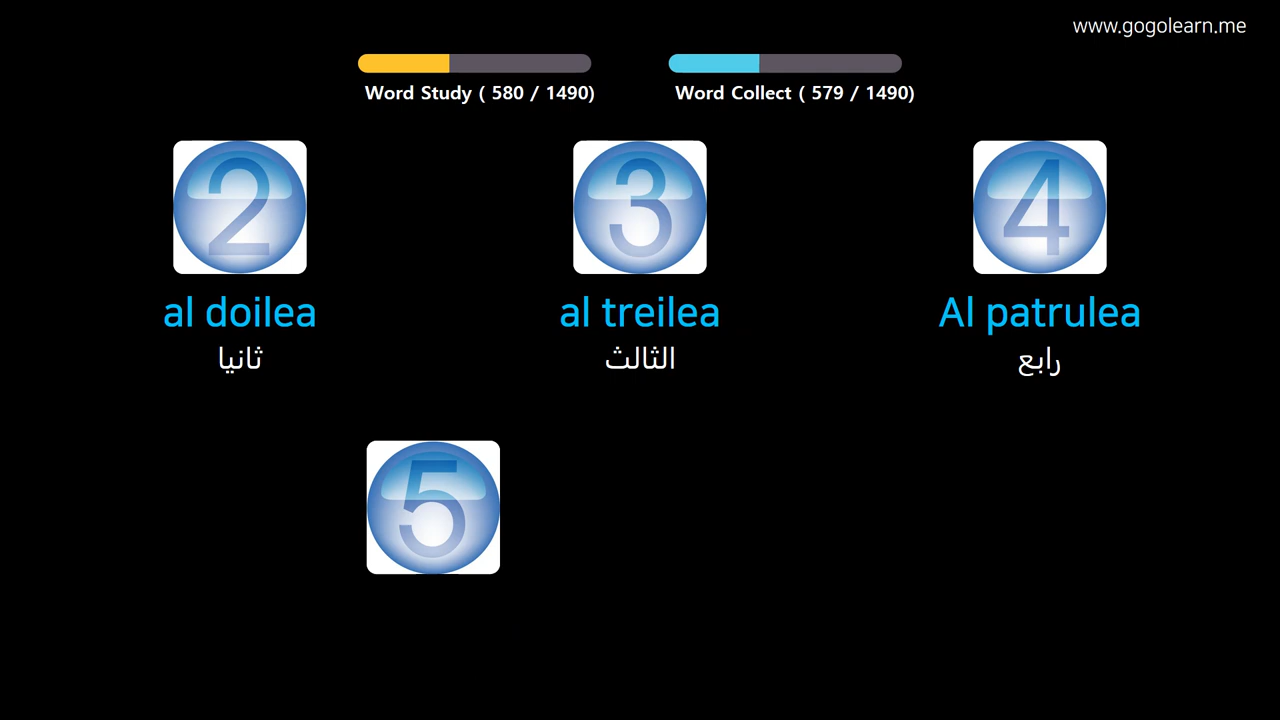 www.gogolearn.me
Word Study ( 580 / 1490)
Word Collect ( 579 / 1490)
2
3
4
al doilea
al treilea
Al patrulea
ثانيا
الثالث
رابع
5